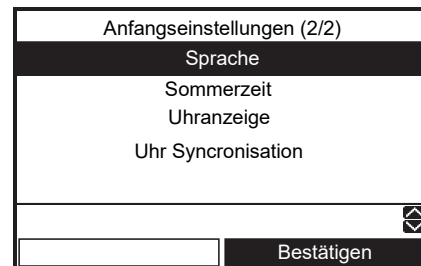 Anfangseinstellungen (2/2)
Sprache
Sommerzeit
Uhranzeige
Uhr Syncronisation
Bestätigen